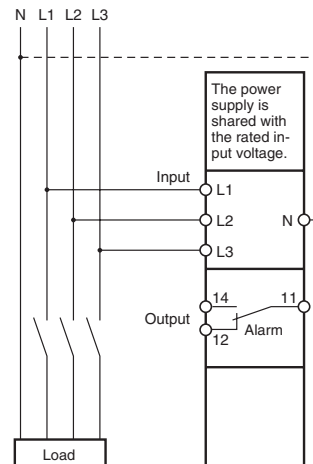 N L1 L2 L3
The power
supply is
shared with
the rated in-
put voltage.
Input
L1
L2
N
L3
14
11
Output
Alarm
12
Load